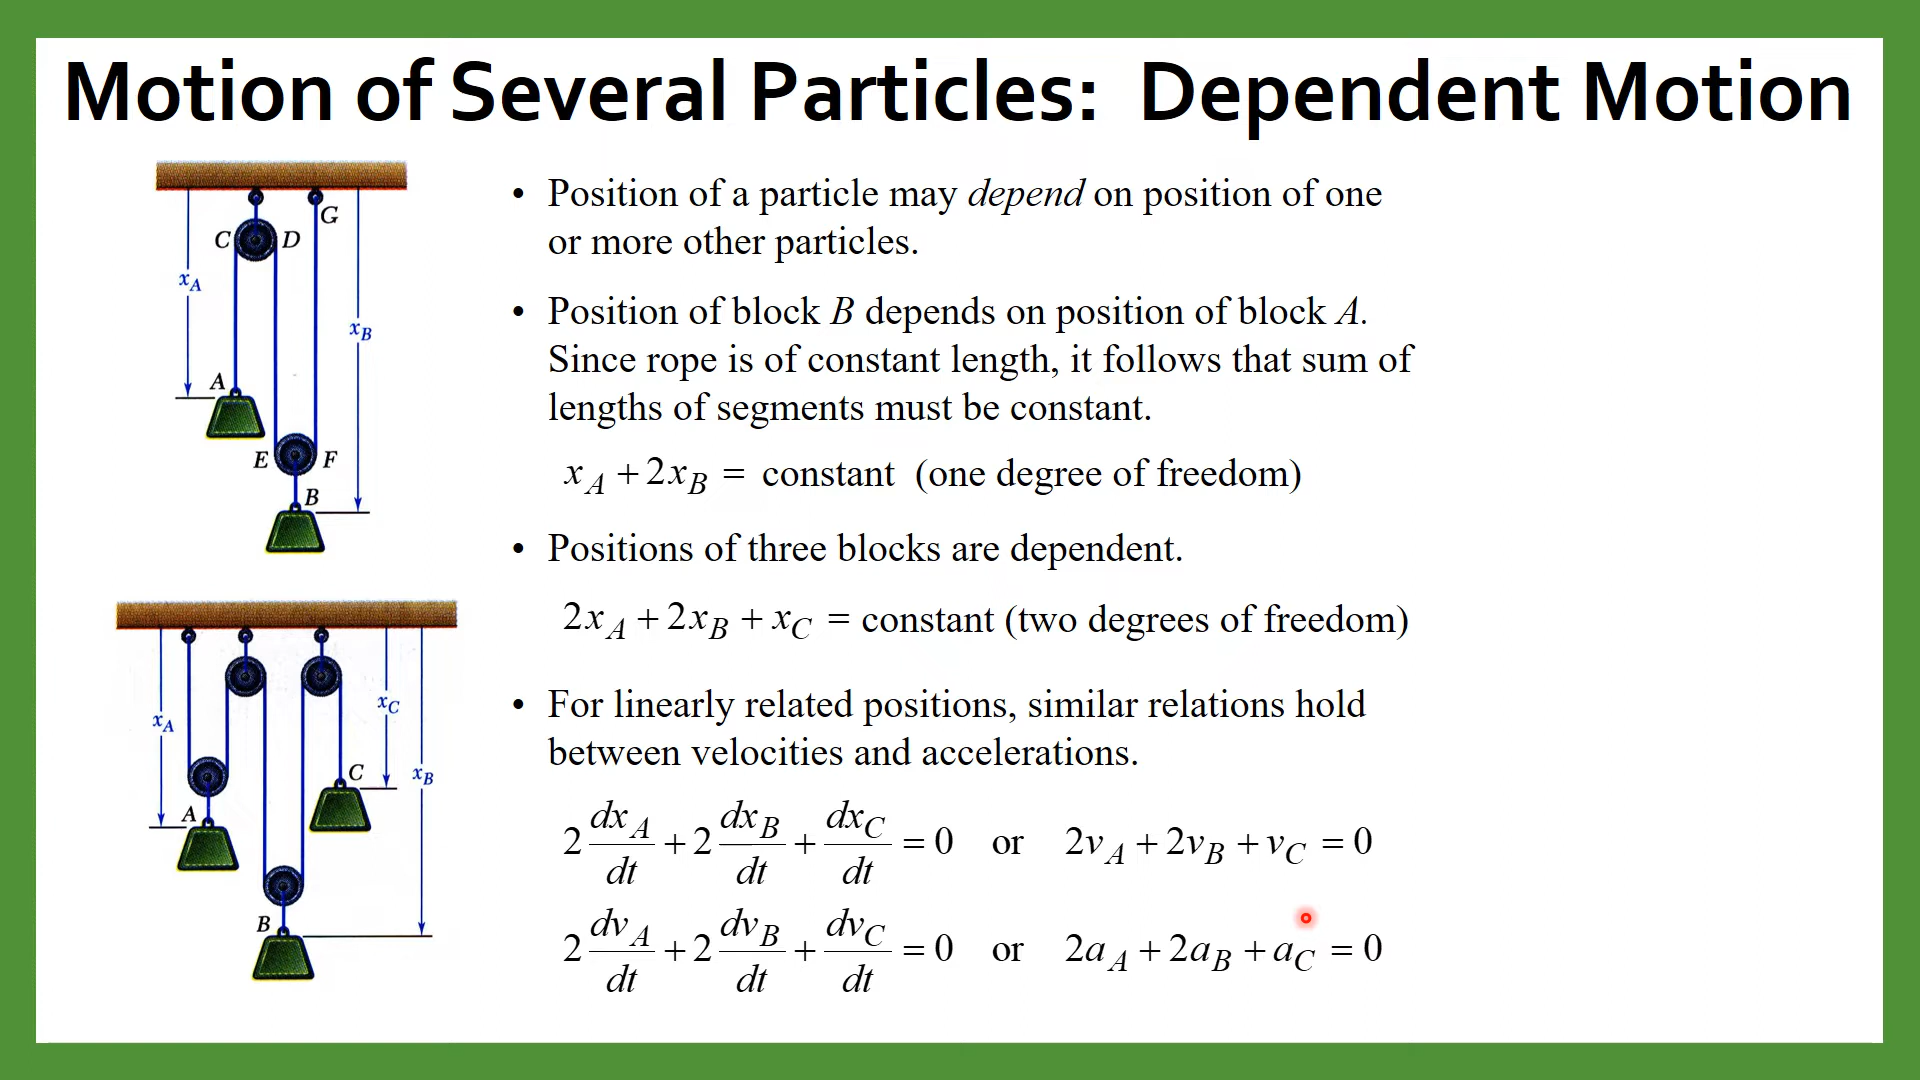 Motion of Several Particles: Dependent Motion
G
C
D
x_A
x_B
A
E
F
B
• Position of a particle may depend on position of one
or more other particles.
• Position of block B depends on position of block A.
Since rope is of constant length, it follows that sum of
lengths of segments must be constant.
x_A + 2x_B = constant (one degree of freedom)
• Positions of three blocks are dependent.
2x_A + 2x_B + x_C = constant (two degrees of freedom)
x_C
x_A
C
x_B
A
B
• For linearly related positions, similar relations hold
between velocities and accelerations.
2 dx_A/dt + 2 dx_B/dt + dx_C/dt = 0 or 2v_A + 2v_B + v_C = 0
2 dv_A/dt + 2 dv_B/dt + dv_C/dt = 0 or 2a_A + 2a_B + a_C = 0